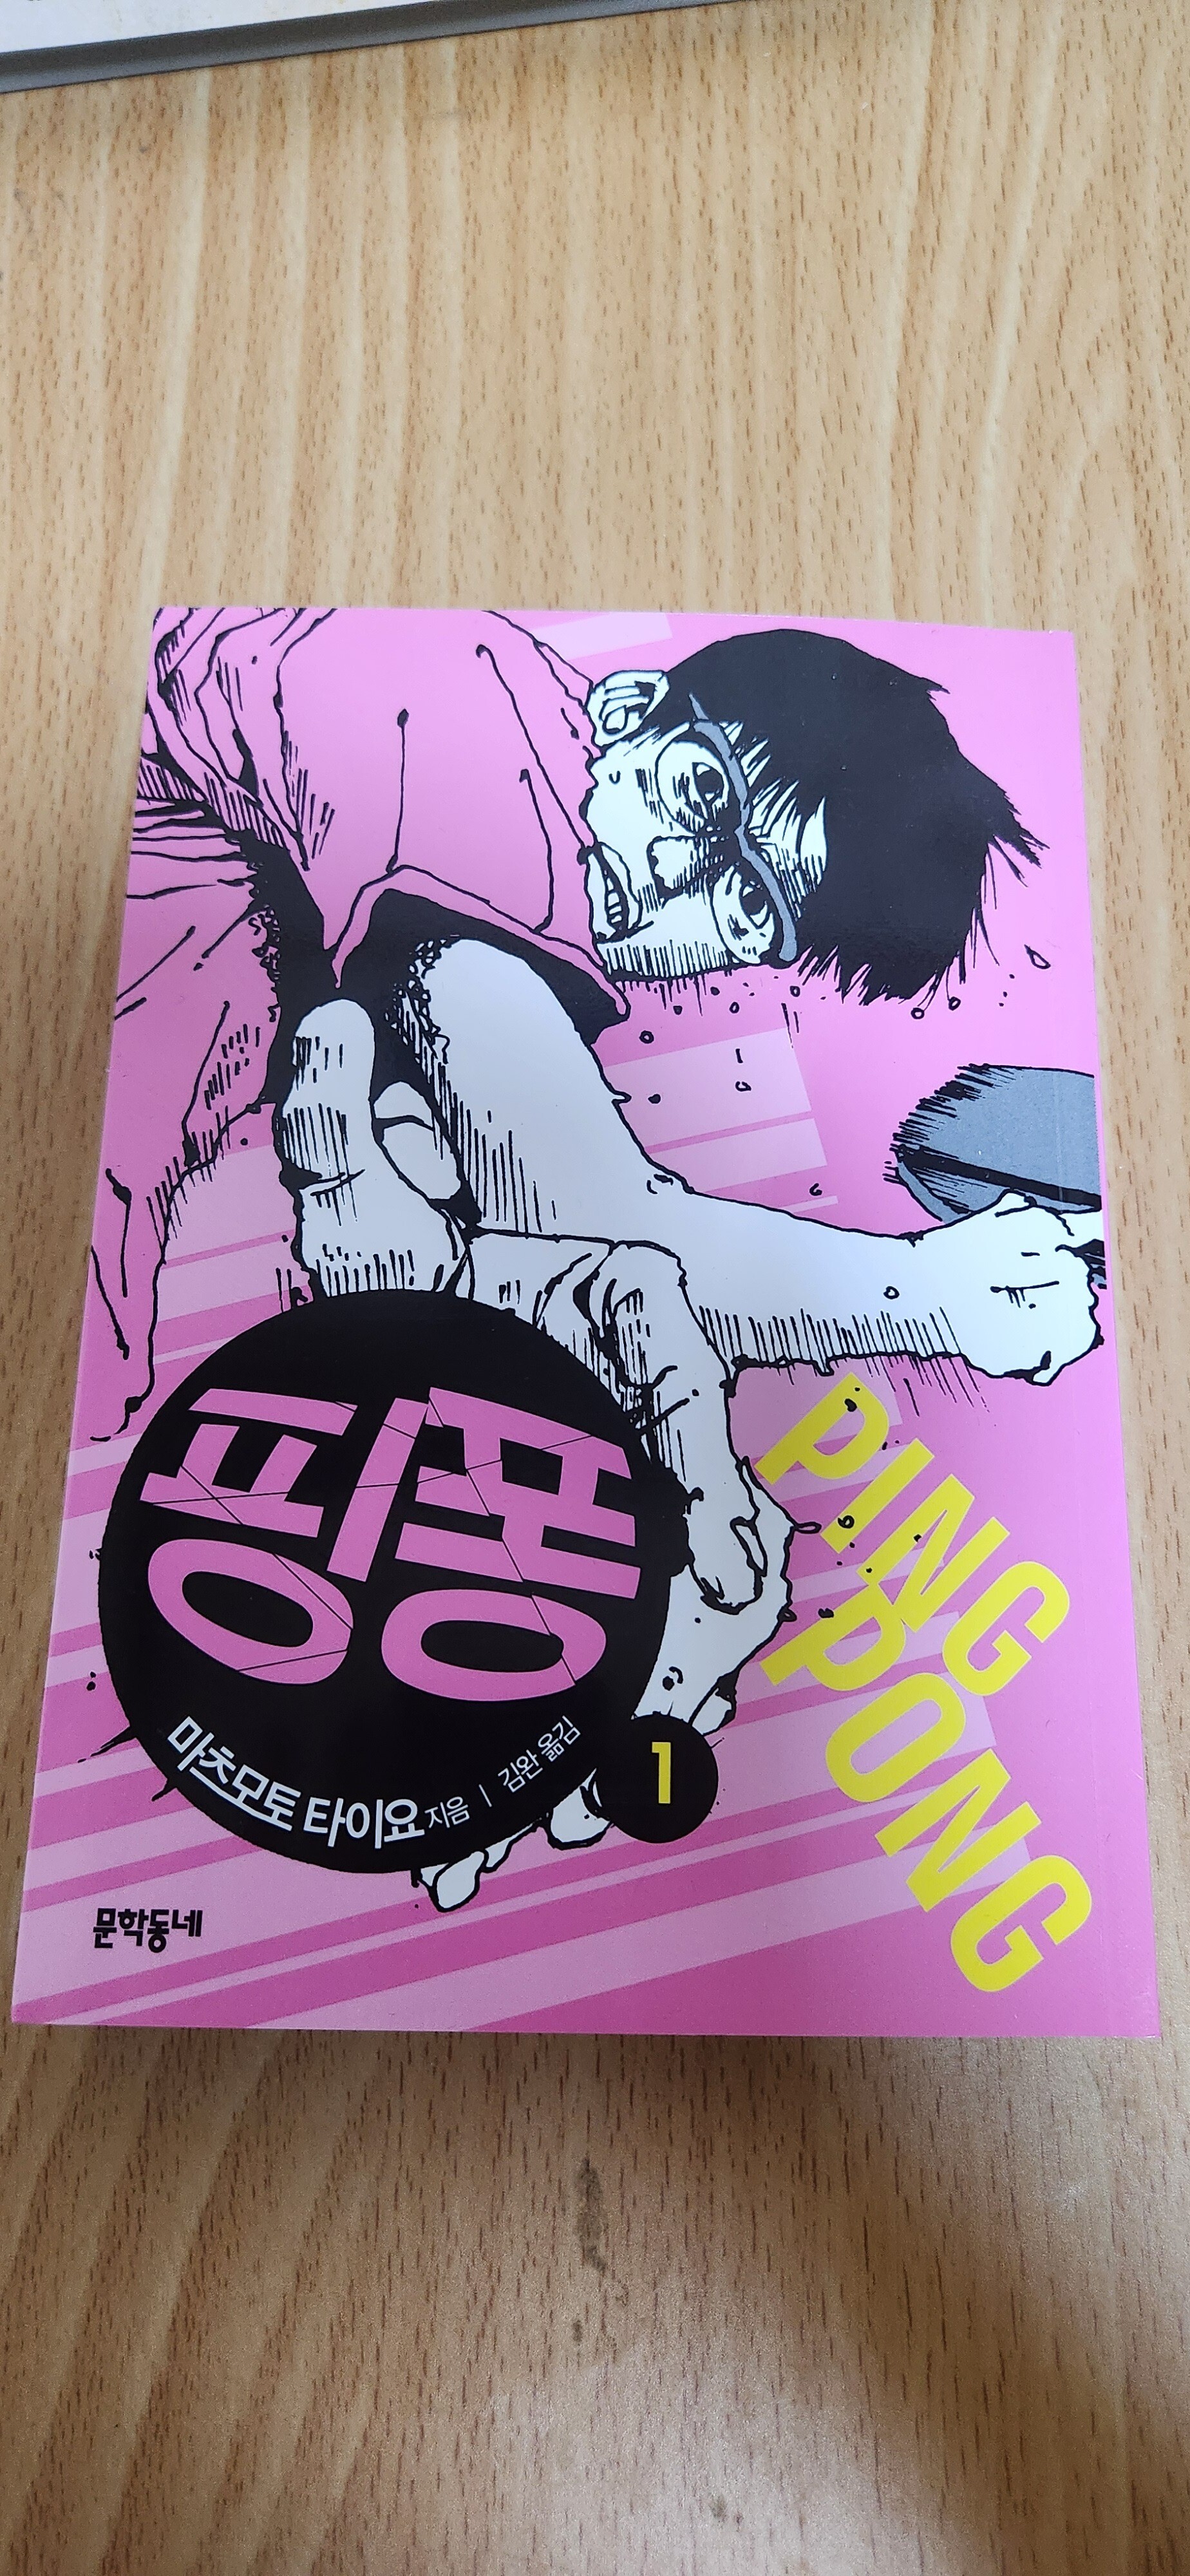 핑퐁
마츠모토 타이요 지음 | 김완 옮김
1
PING
PONG
문학동네